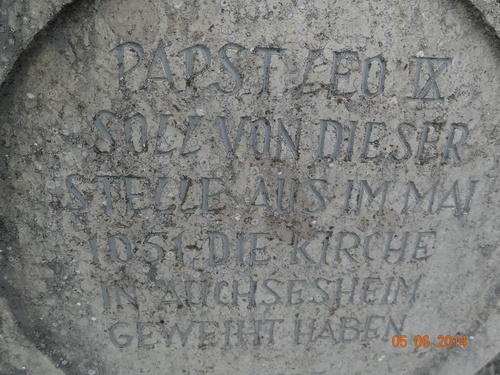 PAPST LEO IX
SOLL VON DIESER
STELLE AUS IM MAI
1051 DIE KIRCHE
IN AUCHSESHEIM
GEWEIHT HABEN
05 06 2014